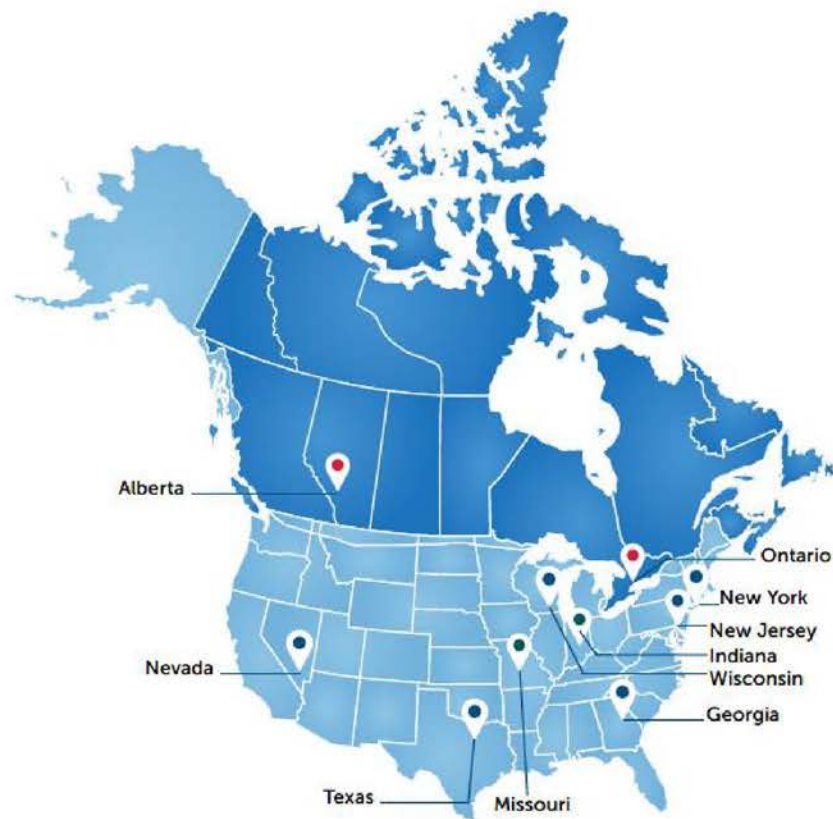 Alberta
Ontario
New York
New Jersey
Indiana
Wisconsin
Nevada
Georgia
Texas
Missouri